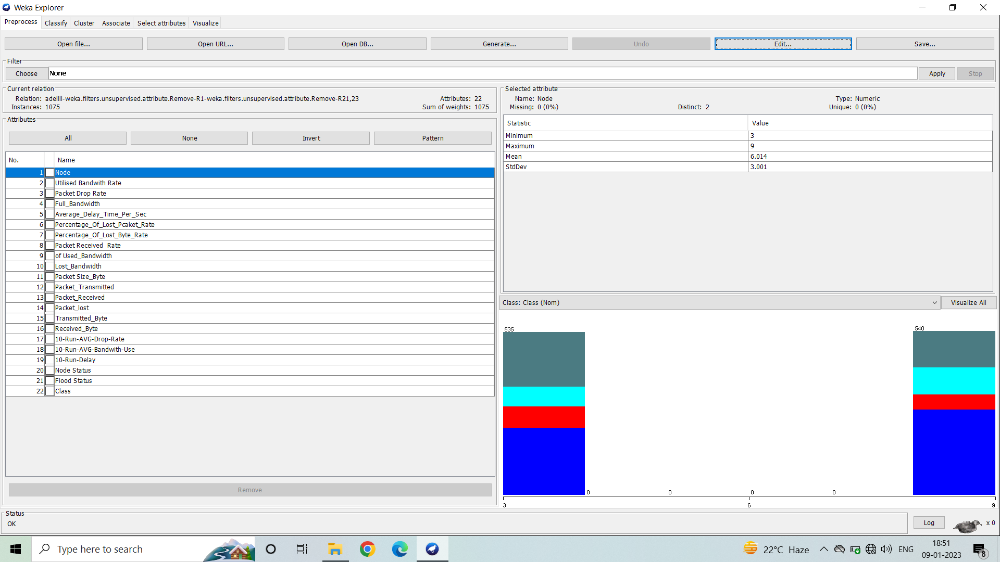 Weka Explorer
Preprocess Classify Cluster Associate Select attributes Visualize
Open file... Open URL... Open DB... Generate... Undo Edit... Save...
Filter
Choose None Apply Stop
Current relation
Relation: adellll-weka.filters.unsupervised.attribute.Remove-R1-weka.filters.unsupervised.attribute.Remove-R21,23 Attributes: 22
Instances: 1075 Sum of weights: 1075
Attributes
All None Invert Pattern
No. Name
1 Node
2 Utilised Bandwith Rate
3 Packet Drop Rate
4 Full_Bandwidth
5 Average_Delay_Time_Per_Sec
6 Percentage_Of_Lost_Pcaket_Rate
7 Percentage_Of_Lost_Byte_Rate
8 Packet Received  Rate
9 of Used_Bandwidth
10 Lost_Bandwidth
11 Packet Size_Byte
12 Packet_Transmitted
13 Packet_Received
14 Packet_lost
15 Transmitted_Byte
16 Received_Byte
17 10-Run-AVG-Drop-Rate
18 10-Run-AVG-Bandwith-Use
19 10-Run-Delay
20 Node Status
21 Flood Status
22 Class
Remove
Selected attribute
Name: Node Type: Numeric
Missing: 0 (0%) Distinct: 2 Unique: 0 (0%)
Statistic Value
Minimum 3
Maximum 9
Mean 6.014
StdDev 3.001
Class: Class (Nom) Visualize All
535 540
0 0 0 0
3 6 9
Status
OK
Log x 0
Type here to search
22°C Haze
ENG
18:51
09-01-2023
8